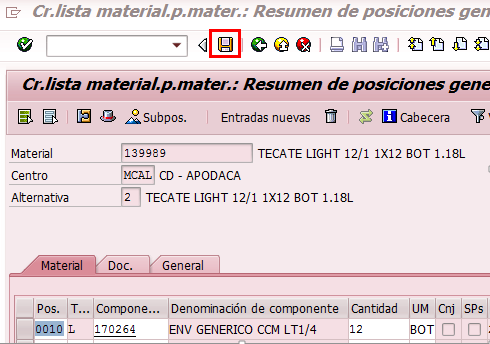 Cr.lista material.p.mater.: Resumen de posiciones gene
Cr.lista material.p.mater.: Resumen de posiciones gene
Subpos. Entradas nuevas Cabecera
Material 139989 TECATE LIGHT 12/1 1X12 BOT 1.18L
Centro MCAL CD - APODACA
Alternativa 2 TECATE LIGHT 12/1 1X12 BOT 1.18L
Material Doc. General
Pos. T... Compone... Denominación de componente Cantidad UM Cnj SPs
0010 L 170264 ENV GENERICO CCM LT1/4 12 BOT